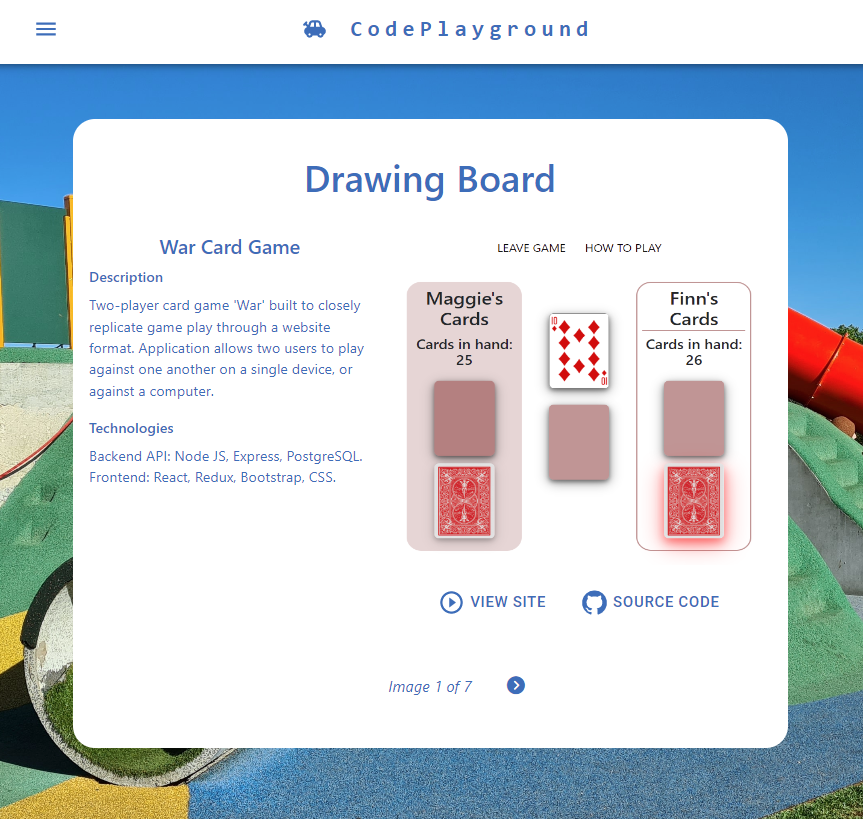 CodePlayground
Drawing Board
War Card Game
Description
Two-player card game 'War' built to closely
replicate game play through a website
format. Application allows two users to play
against one another on a single device, or
against a computer.
Technologies
Backend API: Node JS, Express, PostgreSQL.
Frontend: React, Redux, Bootstrap, CSS.
LEAVE GAME HOW TO PLAY
Maggie's
Cards
Cards in hand:
25
10
10
Finn's
Cards
Cards in hand:
26
VIEW SITE SOURCE CODE
Image 1 of 7